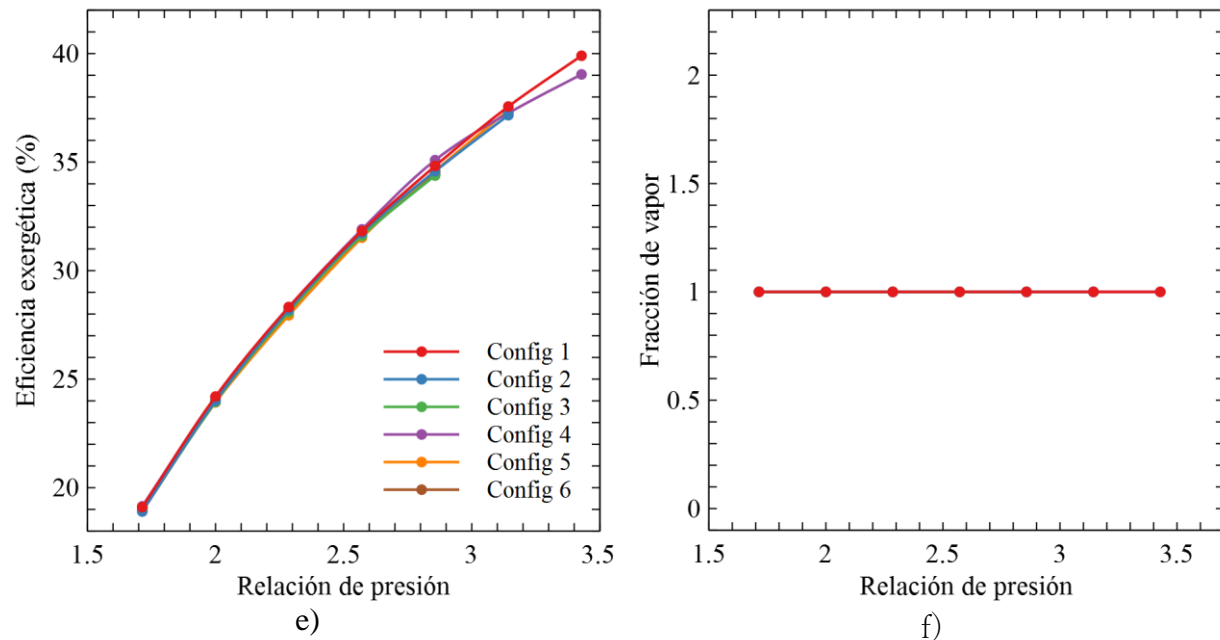 Eficiencia exergética (%)
40
35
30
25
20
Config 1
Config 2
Config 3
Config 4
Config 5
Config 6
1.5 2 2.5 3 3.5
Relación de presión
e)
Fracción de vapor
2
1.5
1
0.5
0
1.5 2 2.5 3 3.5
Relación de presión
f)